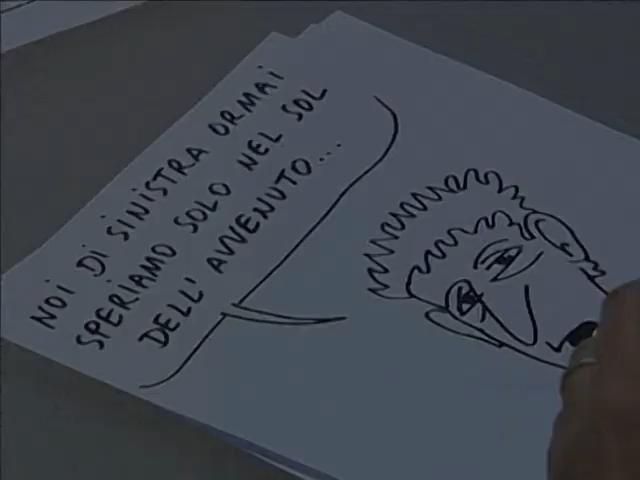 NOI DI SINISTRA ORMAI
SPERIAMO SOLO NEL SOL
DELL' AVVENUTO...